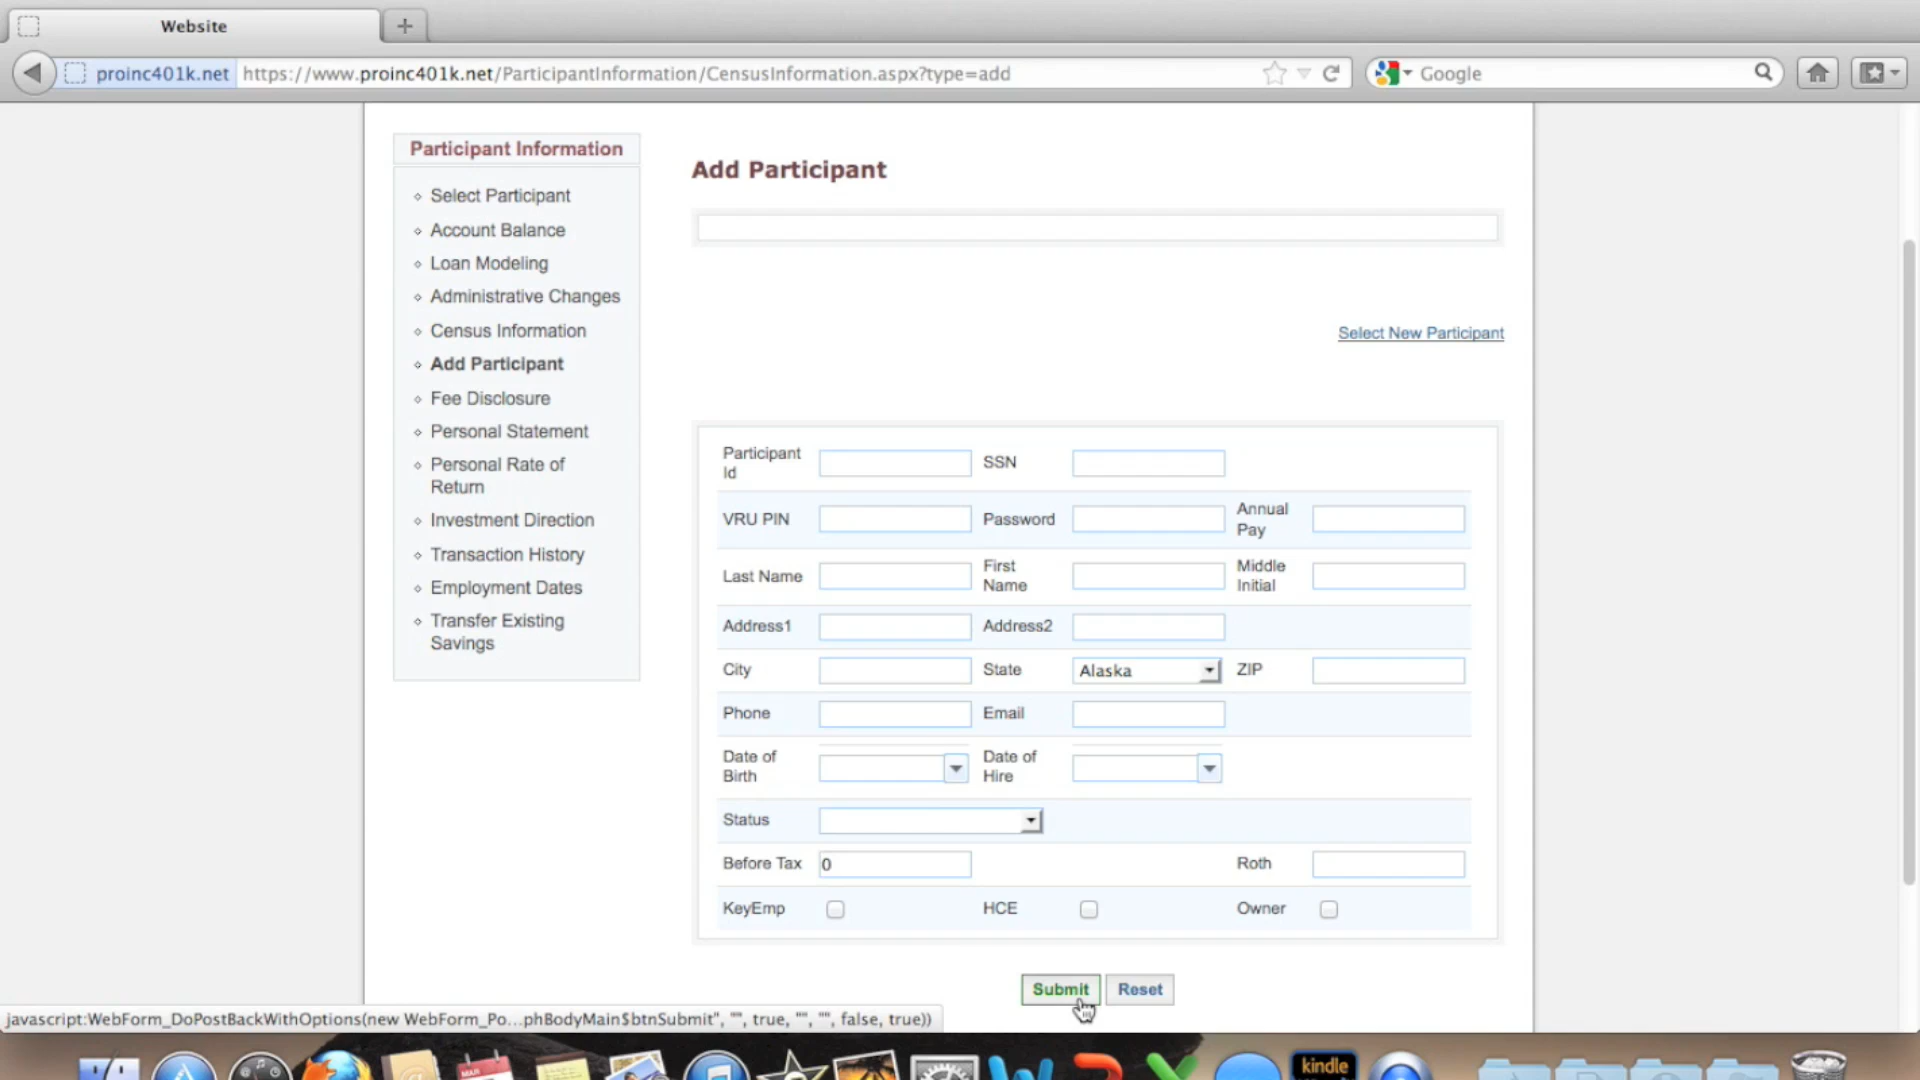 Website
proinc401k.net https://www.proinc401k.net/ParticipantInformation/CensusInformation.aspx?type=add Google
Participant Information
Select Participant
Account Balance
Loan Modeling
Administrative Changes
Census Information
Add Participant
Fee Disclosure
Personal Statement
Personal Rate of
Return
Investment Direction
Transaction History
Employment Dates
Transfer Existing
Savings
Add Participant
Select New Participant
Participant
Id
SSN
VRU PIN
Password
Annual
Pay
Last Name
First
Name
Middle
Initial
Address1
Address2
City
State
Alaska
ZIP
Phone
Email
Date of
Birth
Date of
Hire
Status
Before Tax
0
Roth
KeyEmp
HCE
Owner
Submit
Reset
javascript:WebForm_DoPostBackWithOptions(new WebForm_Po...phBodyMain$btnSubmit", "", true, "", "", false, true))
kindle